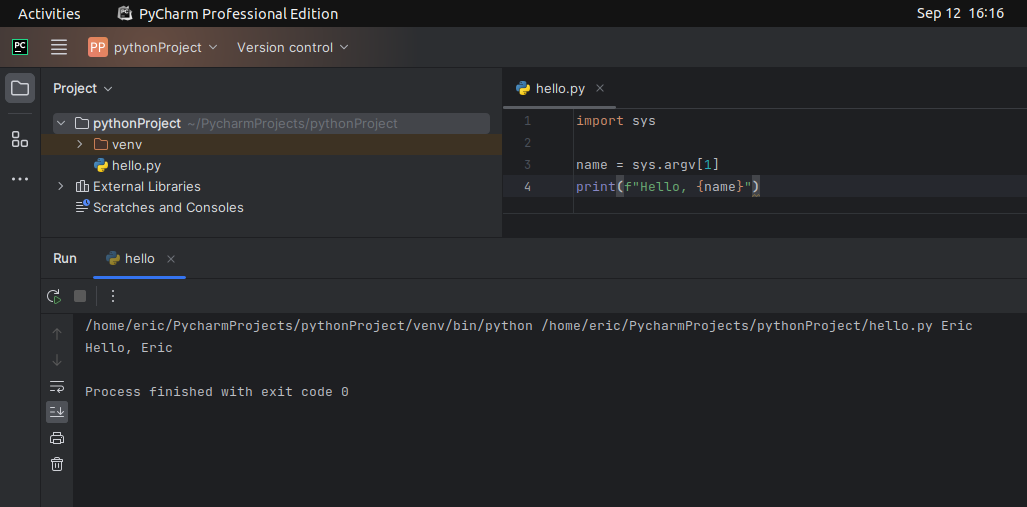 Activities PyCharm Professional Edition Sep 12 16:16
PC PP pythonProject Version control
Project
pythonProject ~/PycharmProjects/pythonProject
venv
hello.py
External Libraries
Scratches and Consoles
hello.py
1 import sys
2
3 name = sys.argv[1]
4 print(f"Hello, {name}")
Run hello
/home/eric/PycharmProjects/pythonProject/venv/bin/python /home/eric/PycharmProjects/pythonProject/hello.py Eric
Hello, Eric
Process finished with exit code 0